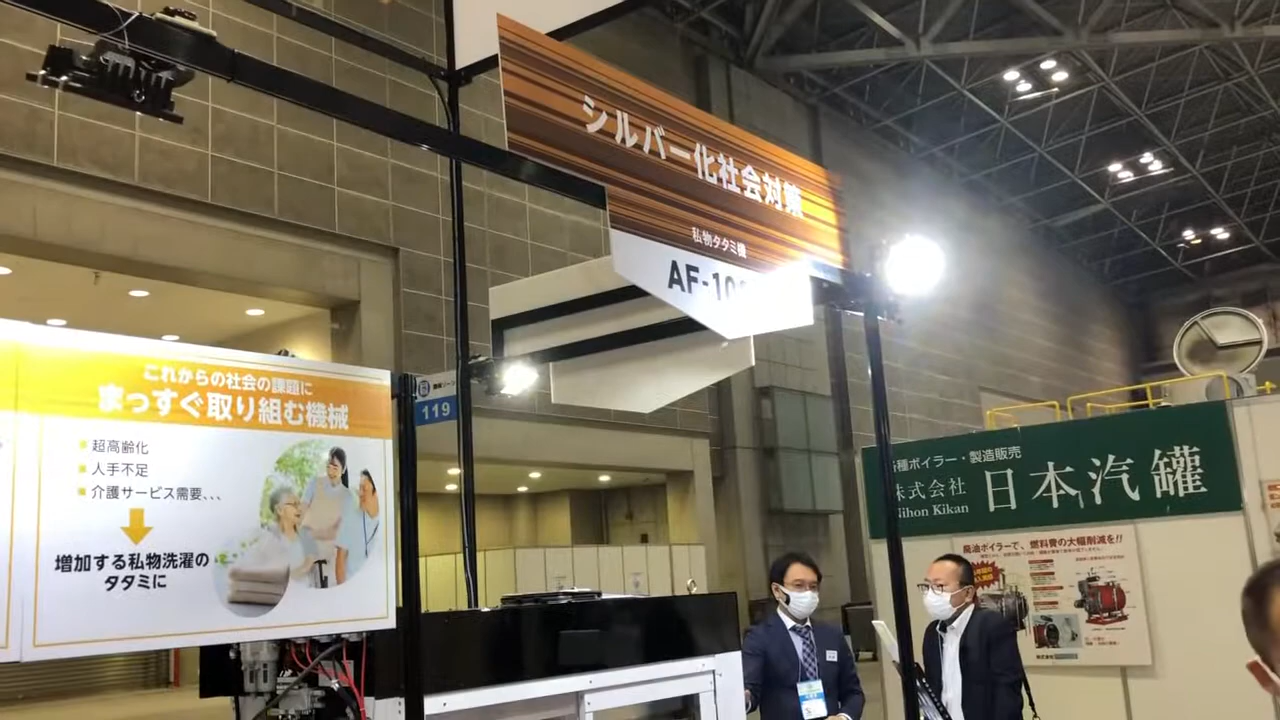 シルバー化社会対策
私物タタミ機
AF-10
これからの社会の課題に
まっすぐ取り組む機械
超高齢化
人手不足
介護サービス需要、、、
増加する私物洗濯の
タタミに
119
各種ボイラー・製造販売
株式会社
日本汽罐
Nihon Kikan
廃油ボイラーで、燃料費の大幅削減を!!